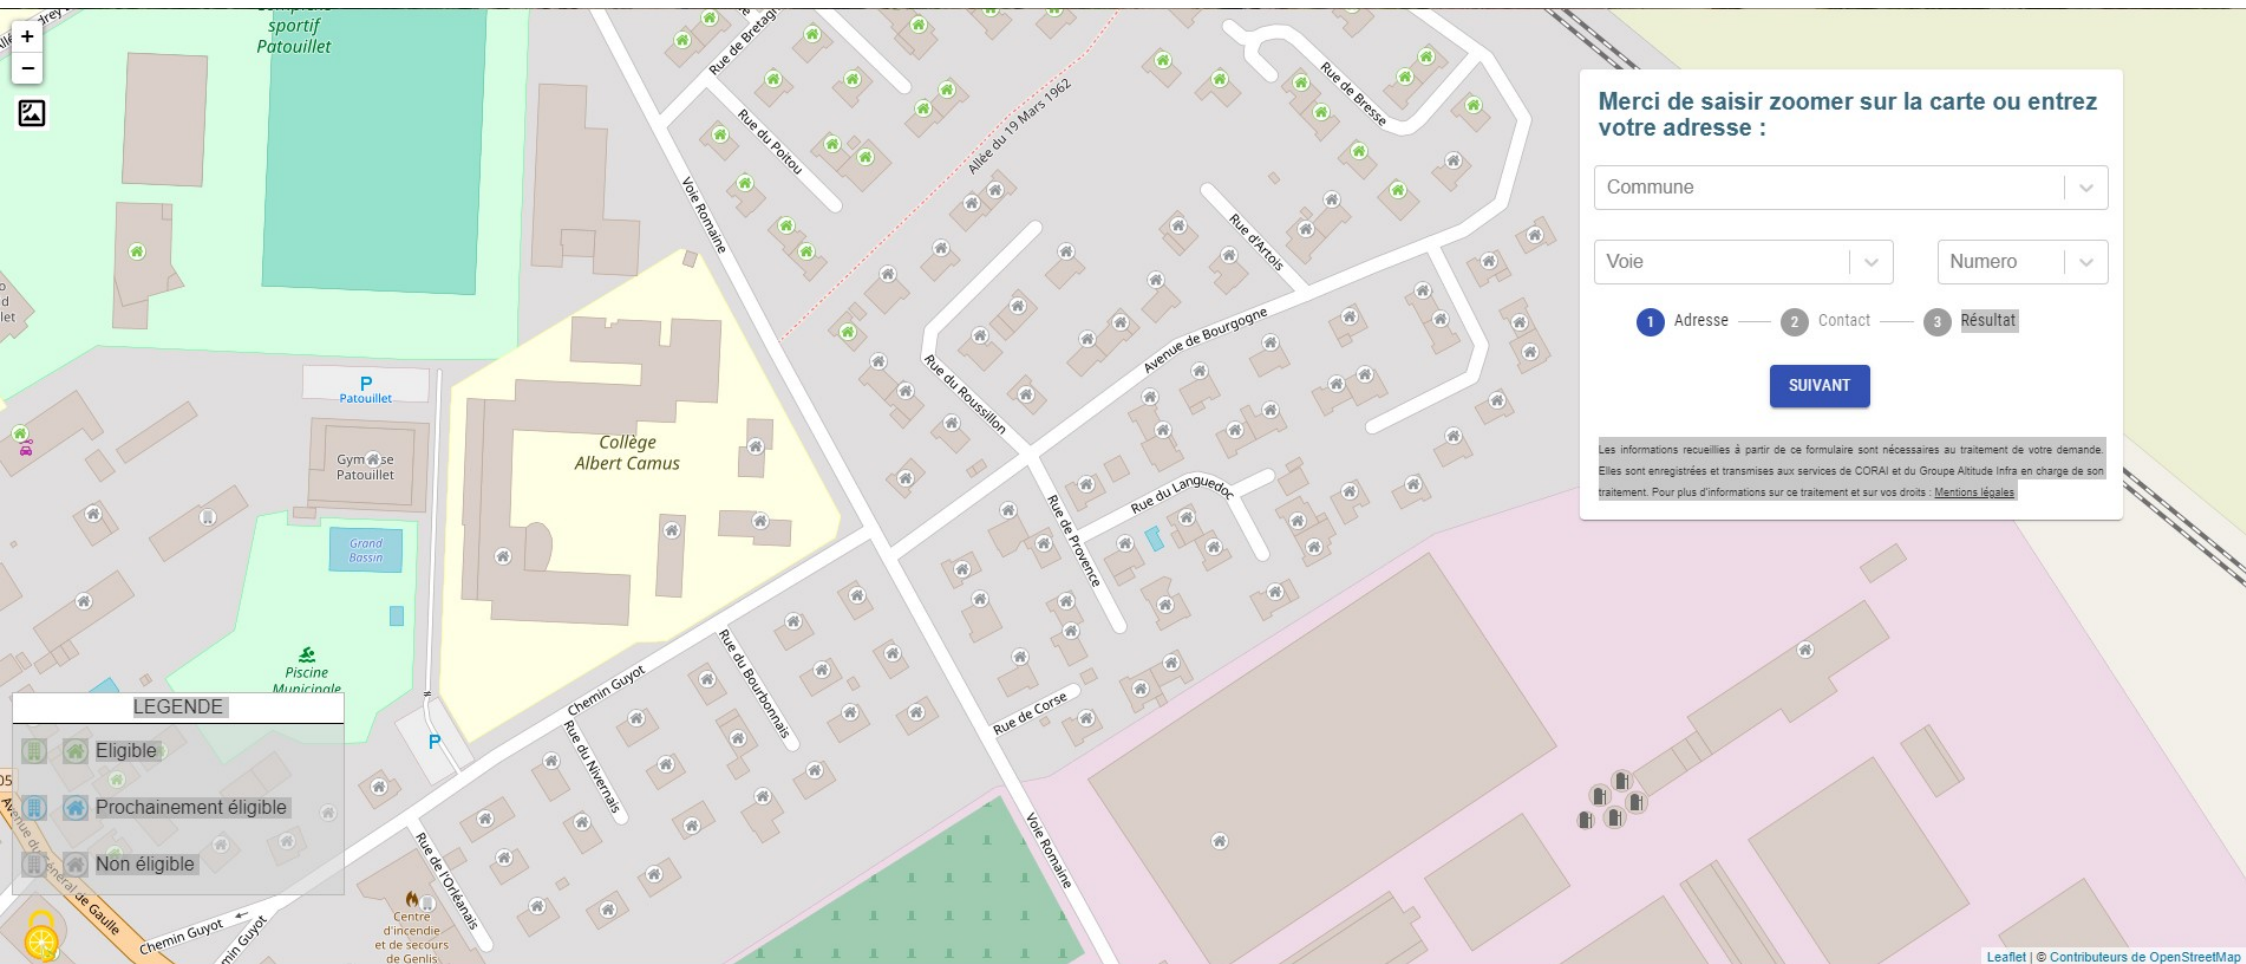 sportif
Patouillet
+
−
Rue de Bretagne
Rue du Poitou
Allée du 19 Mars 1962
Rue de Bresse
Voie Romaine
Rue d'Artois
Avenue de Bourgogne
Rue du Roussillon
P
Patouillet
Gymnase
Patouillet
Collège
Albert Camus
Grand
Bassin
Rue du Languedoc
Rue de Provence
Piscine
Municipale
Chemin Guyot
Rue du Bourbonnais
Rue de Corse
P
Rue du Nivernais
Voie Romaine
Rue de l'Orléanais
Avenue du Général de Gaulle
Chemin Guyot
Centre
d'incendie
et de secours
de Genlis
LEGENDE
Eligible
Prochainement éligible
Non éligible
Merci de saisir zoomer sur la carte ou entrez
votre adresse :
Commune
Voie
Numero
1 Adresse 2 Contact 3 Résultat
SUIVANT
Les informations recueillies à partir de ce formulaire sont nécessaires au traitement de votre demande.
Elles sont enregistrées et transmises aux services de CORAI et du Groupe Altitude Infra en charge de son
traitement. Pour plus d'informations sur ce traitement et sur vos droits : Mentions légales
Leaflet | © Contributeurs de OpenStreetMap